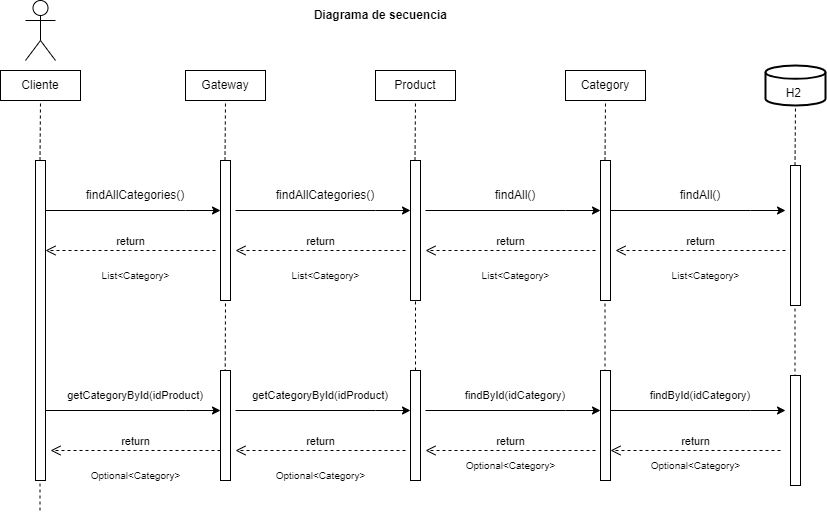 Diagrama de secuencia
Cliente
Gateway
Product
Category
H2
findAllCategories()
findAllCategories()
findAll()
findAll()
return
return
return
return
List<Category>
List<Category>
List<Category>
List<Category>
getCategoryById(idProduct)
getCategoryById(idProduct)
findById(idCategory)
findById(idCategory)
return
return
return
return
Optional<Category>
Optional<Category>
Optional<Category>
Optional<Category>